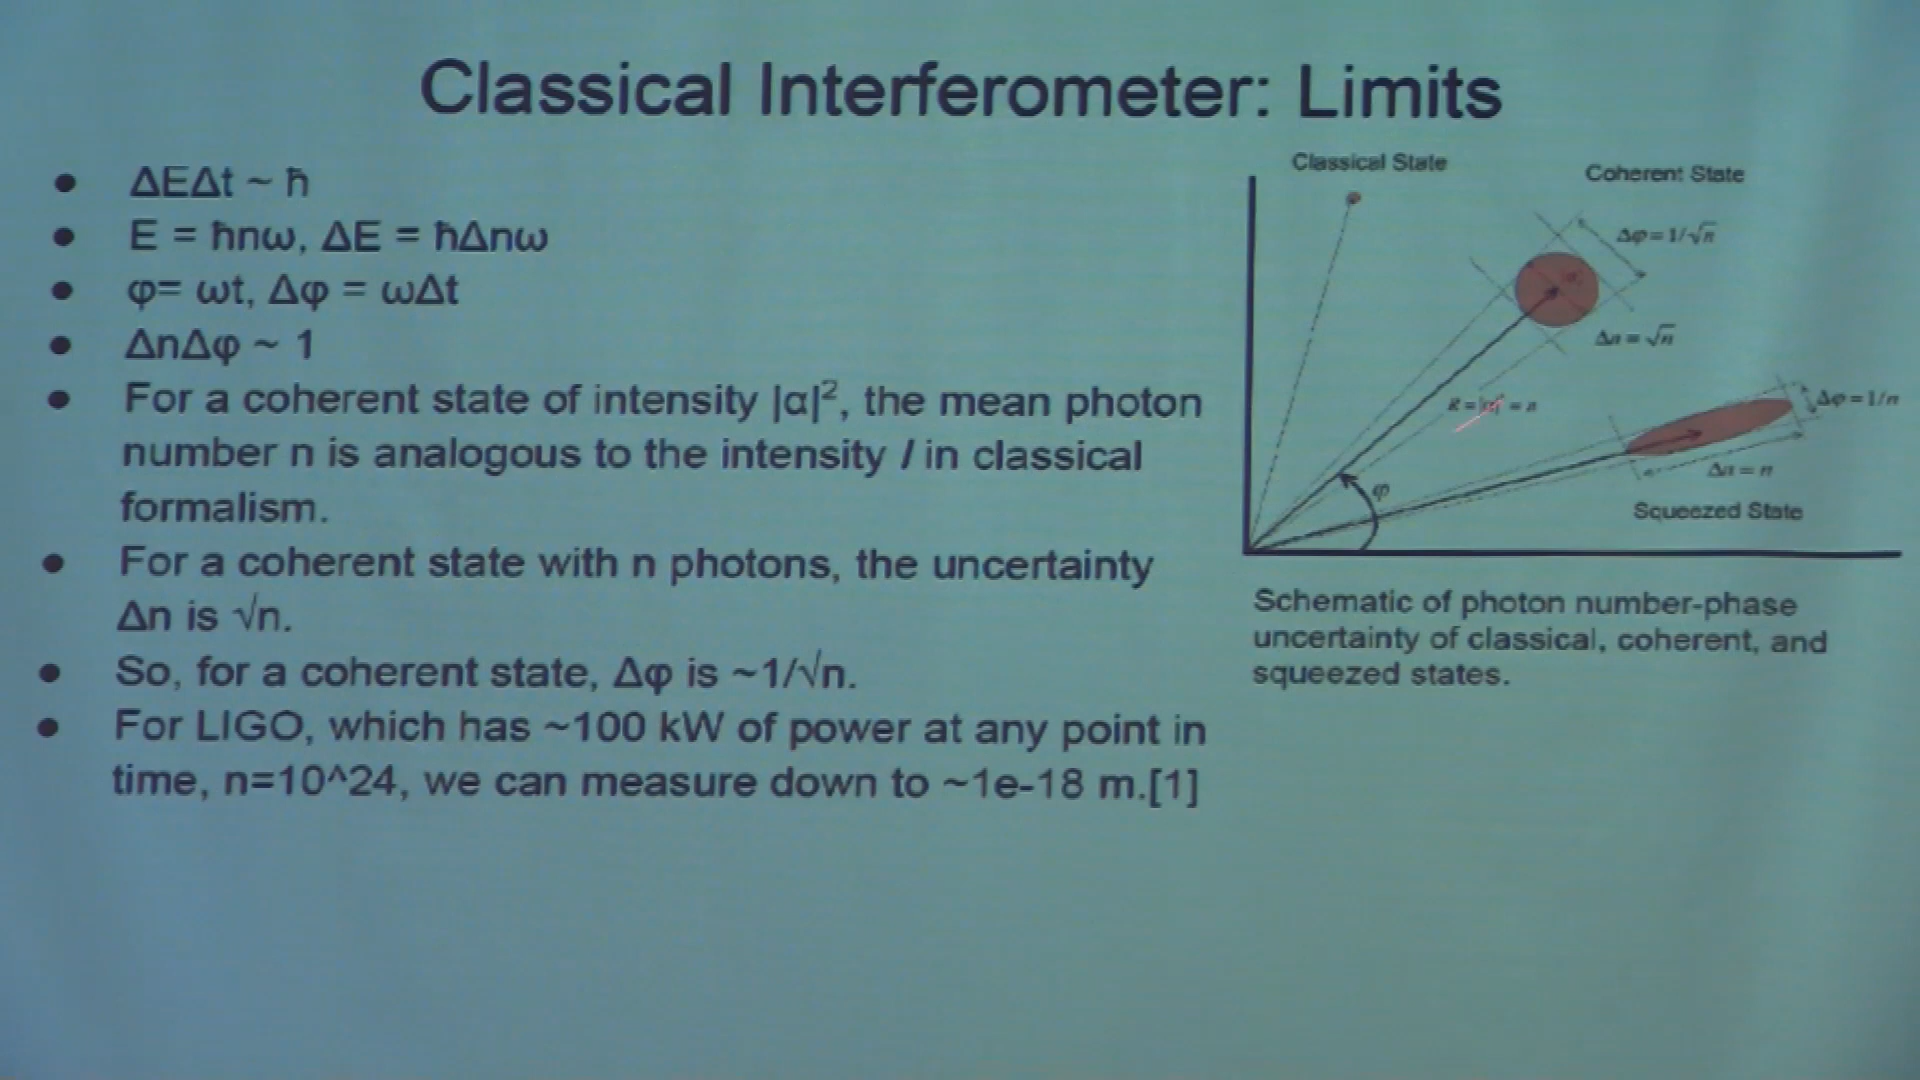 Classical Interferometer: Limits
● ΔEΔt ~ ħ
● E = ħnω, ΔE = ħΔnω
● φ= ωt, Δφ = ωΔt
● ΔnΔφ ~ 1
● For a coherent state of intensity |α|², the mean photon
number n is analogous to the intensity I in classical
formalism.
● For a coherent state with n photons, the uncertainty
Δn is √n.
● So, for a coherent state, Δφ is ~1/√n.
● For LIGO, which has ~100 kW of power at any point in
time, n=10^24, we can measure down to ~1e-18 m.[1]
Classical State
Coherent State
Δφ=1/√n
Δn=√n
Δφ=1/n
φ
Δn=n
Squeezed State
Schematic of photon number-phase
uncertainty of classical, coherent, and
squeezed states.